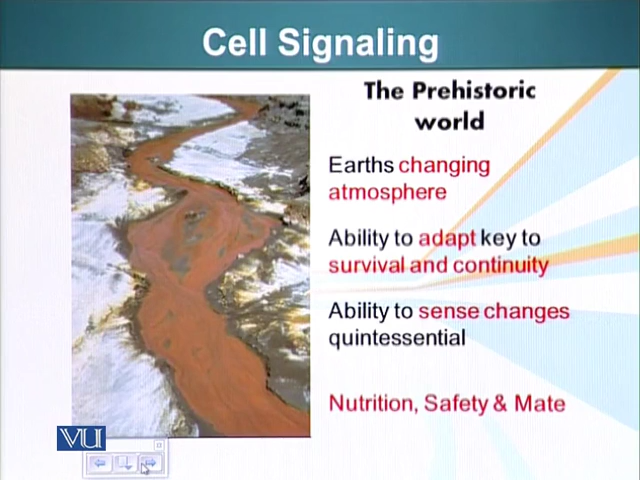 Cell Signaling
The Prehistoric
world
Earths changing
atmosphere
Ability to adapt key to
survival and continuity
Ability to sense changes
quintessential
Nutrition, Safety & Mate
VU